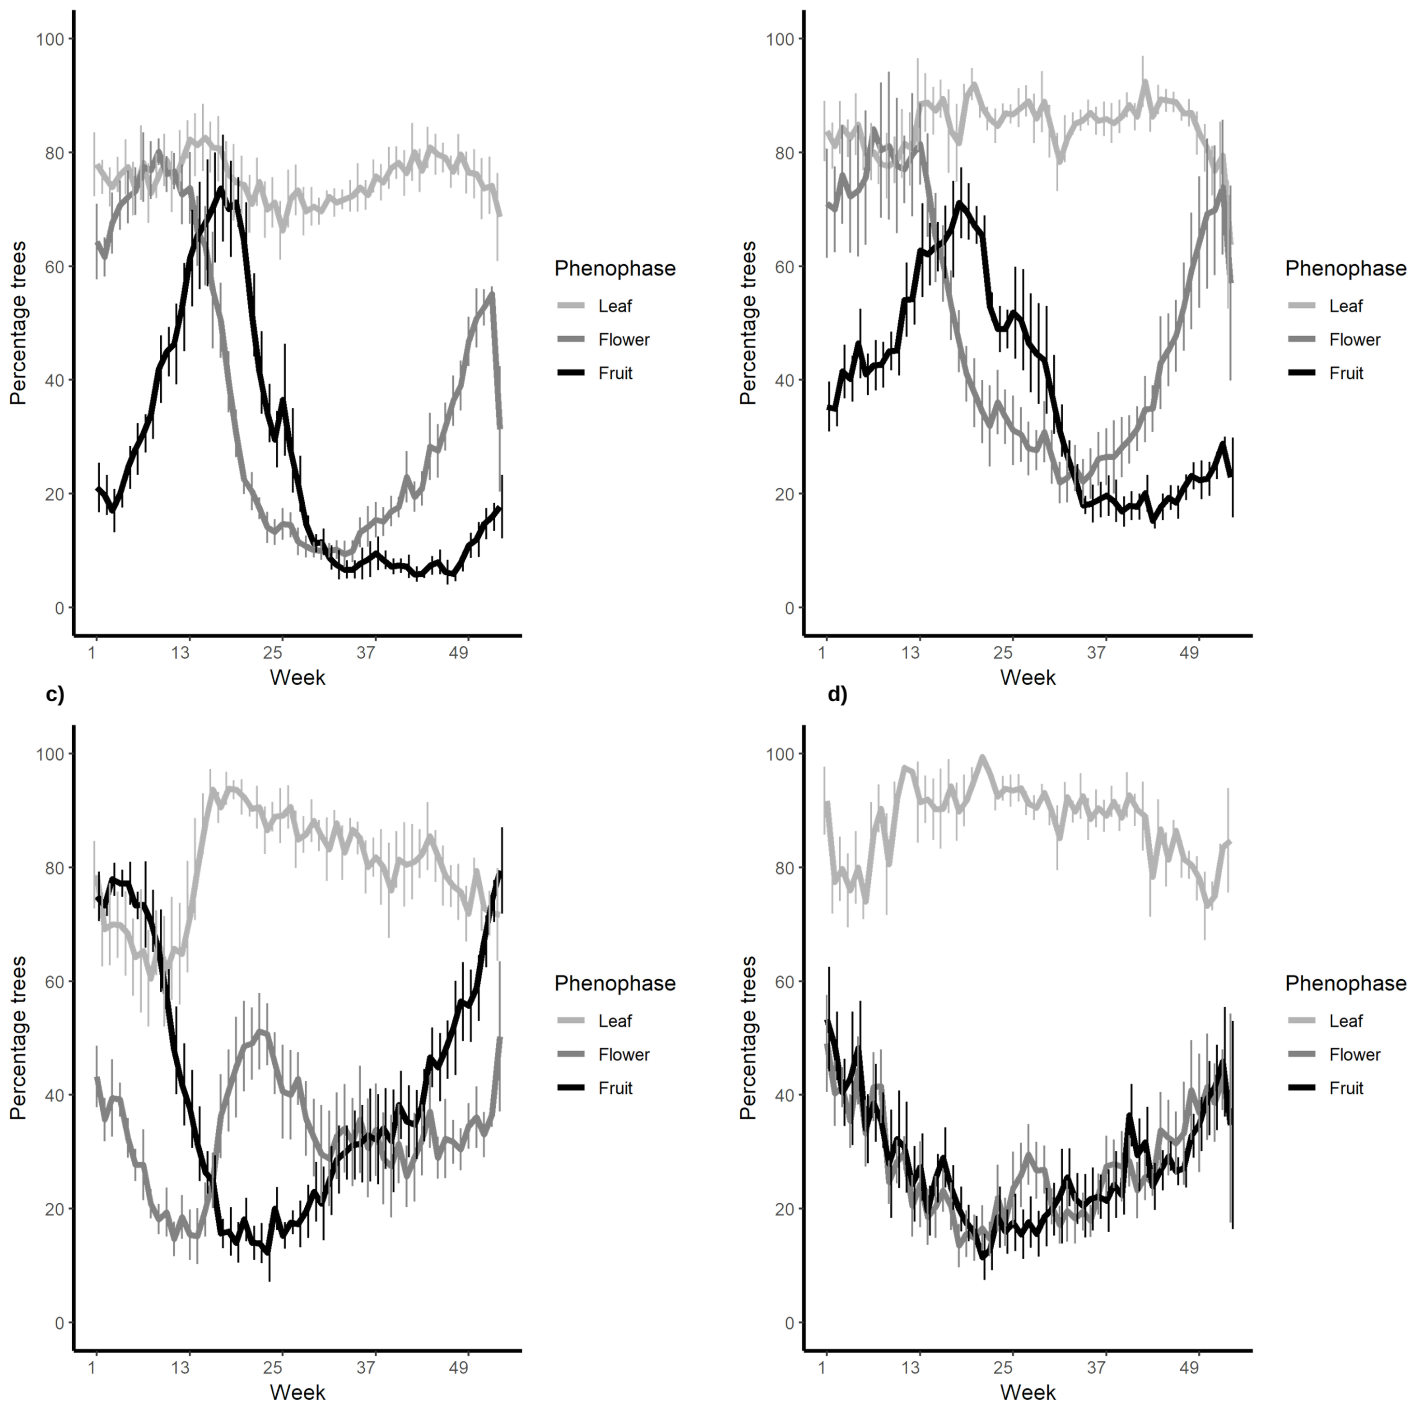 100
80
60
40
20
0
Percentage trees
1 13 25 37 49
Week
Phenophase
Leaf
Flower
Fruit
100
80
60
40
20
0
Percentage trees
1 13 25 37 49
Week
Phenophase
Leaf
Flower
Fruit
c)
100
80
60
40
20
0
Percentage trees
1 13 25 37 49
Week
Phenophase
Leaf
Flower
Fruit
d)
100
80
60
40
20
0
Percentage trees
1 13 25 37 49
Week
Phenophase
Leaf
Flower
Fruit